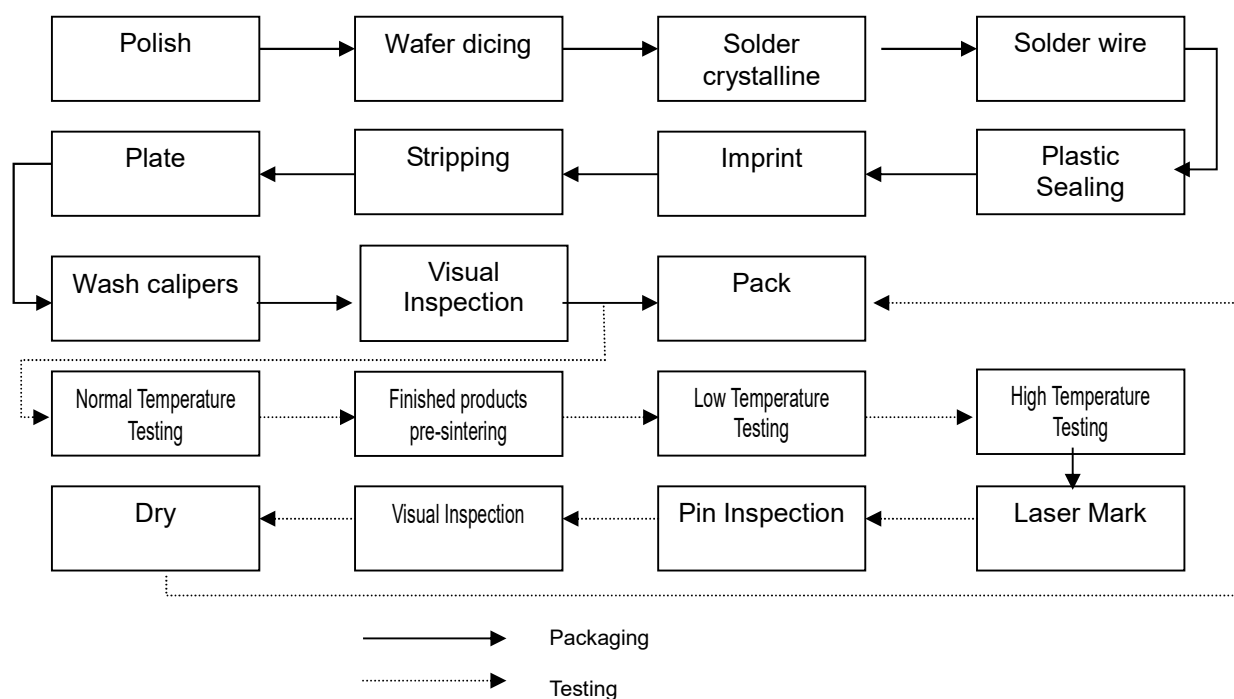 Polish
Wafer dicing
Solder
crystalline
Solder wire
Plate
Stripping
Imprint
Plastic
Sealing
Wash calipers
Visual
Inspection
Pack
Normal Temperature
Testing
Finished products
pre-sintering
Low Temperature
Testing
High Temperature
Testing
Dry
Visual Inspection
Pin Inspection
Laser Mark
Packaging
Testing